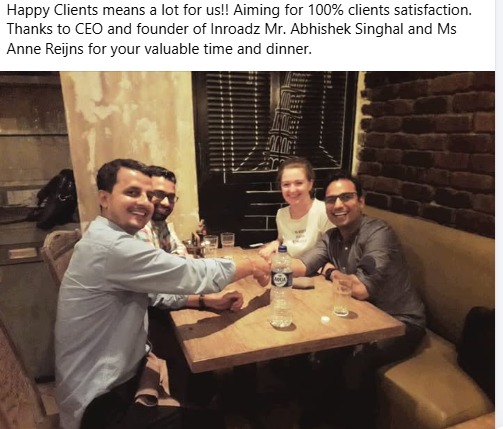 Happy Clients means a lot for us!! Aiming for 100% clients satisfaction.
Thanks to CEO and founder of Inroadz Mr. Abhishek Singhal and Ms
Anne Reijns for your valuable time and dinner.